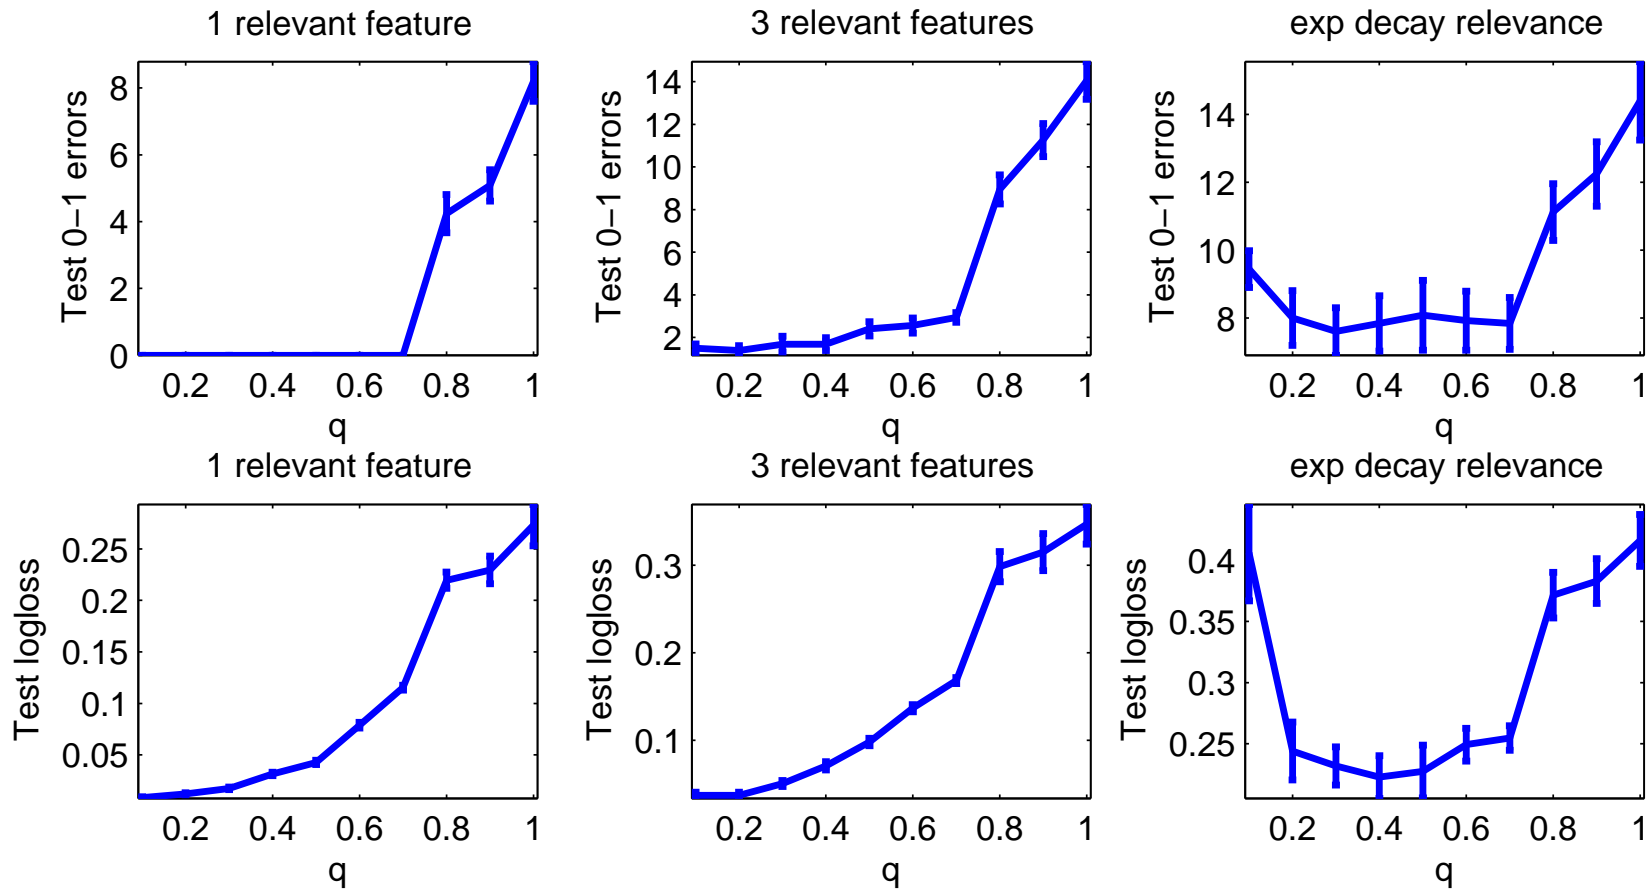 1 relevant feature
Test 0−1 errors
8
6
4
2
0
0.2 0.4 0.6 0.8 1
q
3 relevant features
Test 0−1 errors
14
12
10
8
6
4
2
0.2 0.4 0.6 0.8 1
q
exp decay relevance
Test 0−1 errors
14
12
10
8
0.2 0.4 0.6 0.8 1
q
1 relevant feature
Test logloss
0.25
0.2
0.15
0.1
0.05
0.2 0.4 0.6 0.8 1
q
3 relevant features
Test logloss
0.3
0.2
0.1
0.2 0.4 0.6 0.8 1
q
exp decay relevance
Test logloss
0.4
0.35
0.3
0.25
0.2 0.4 0.6 0.8 1
q